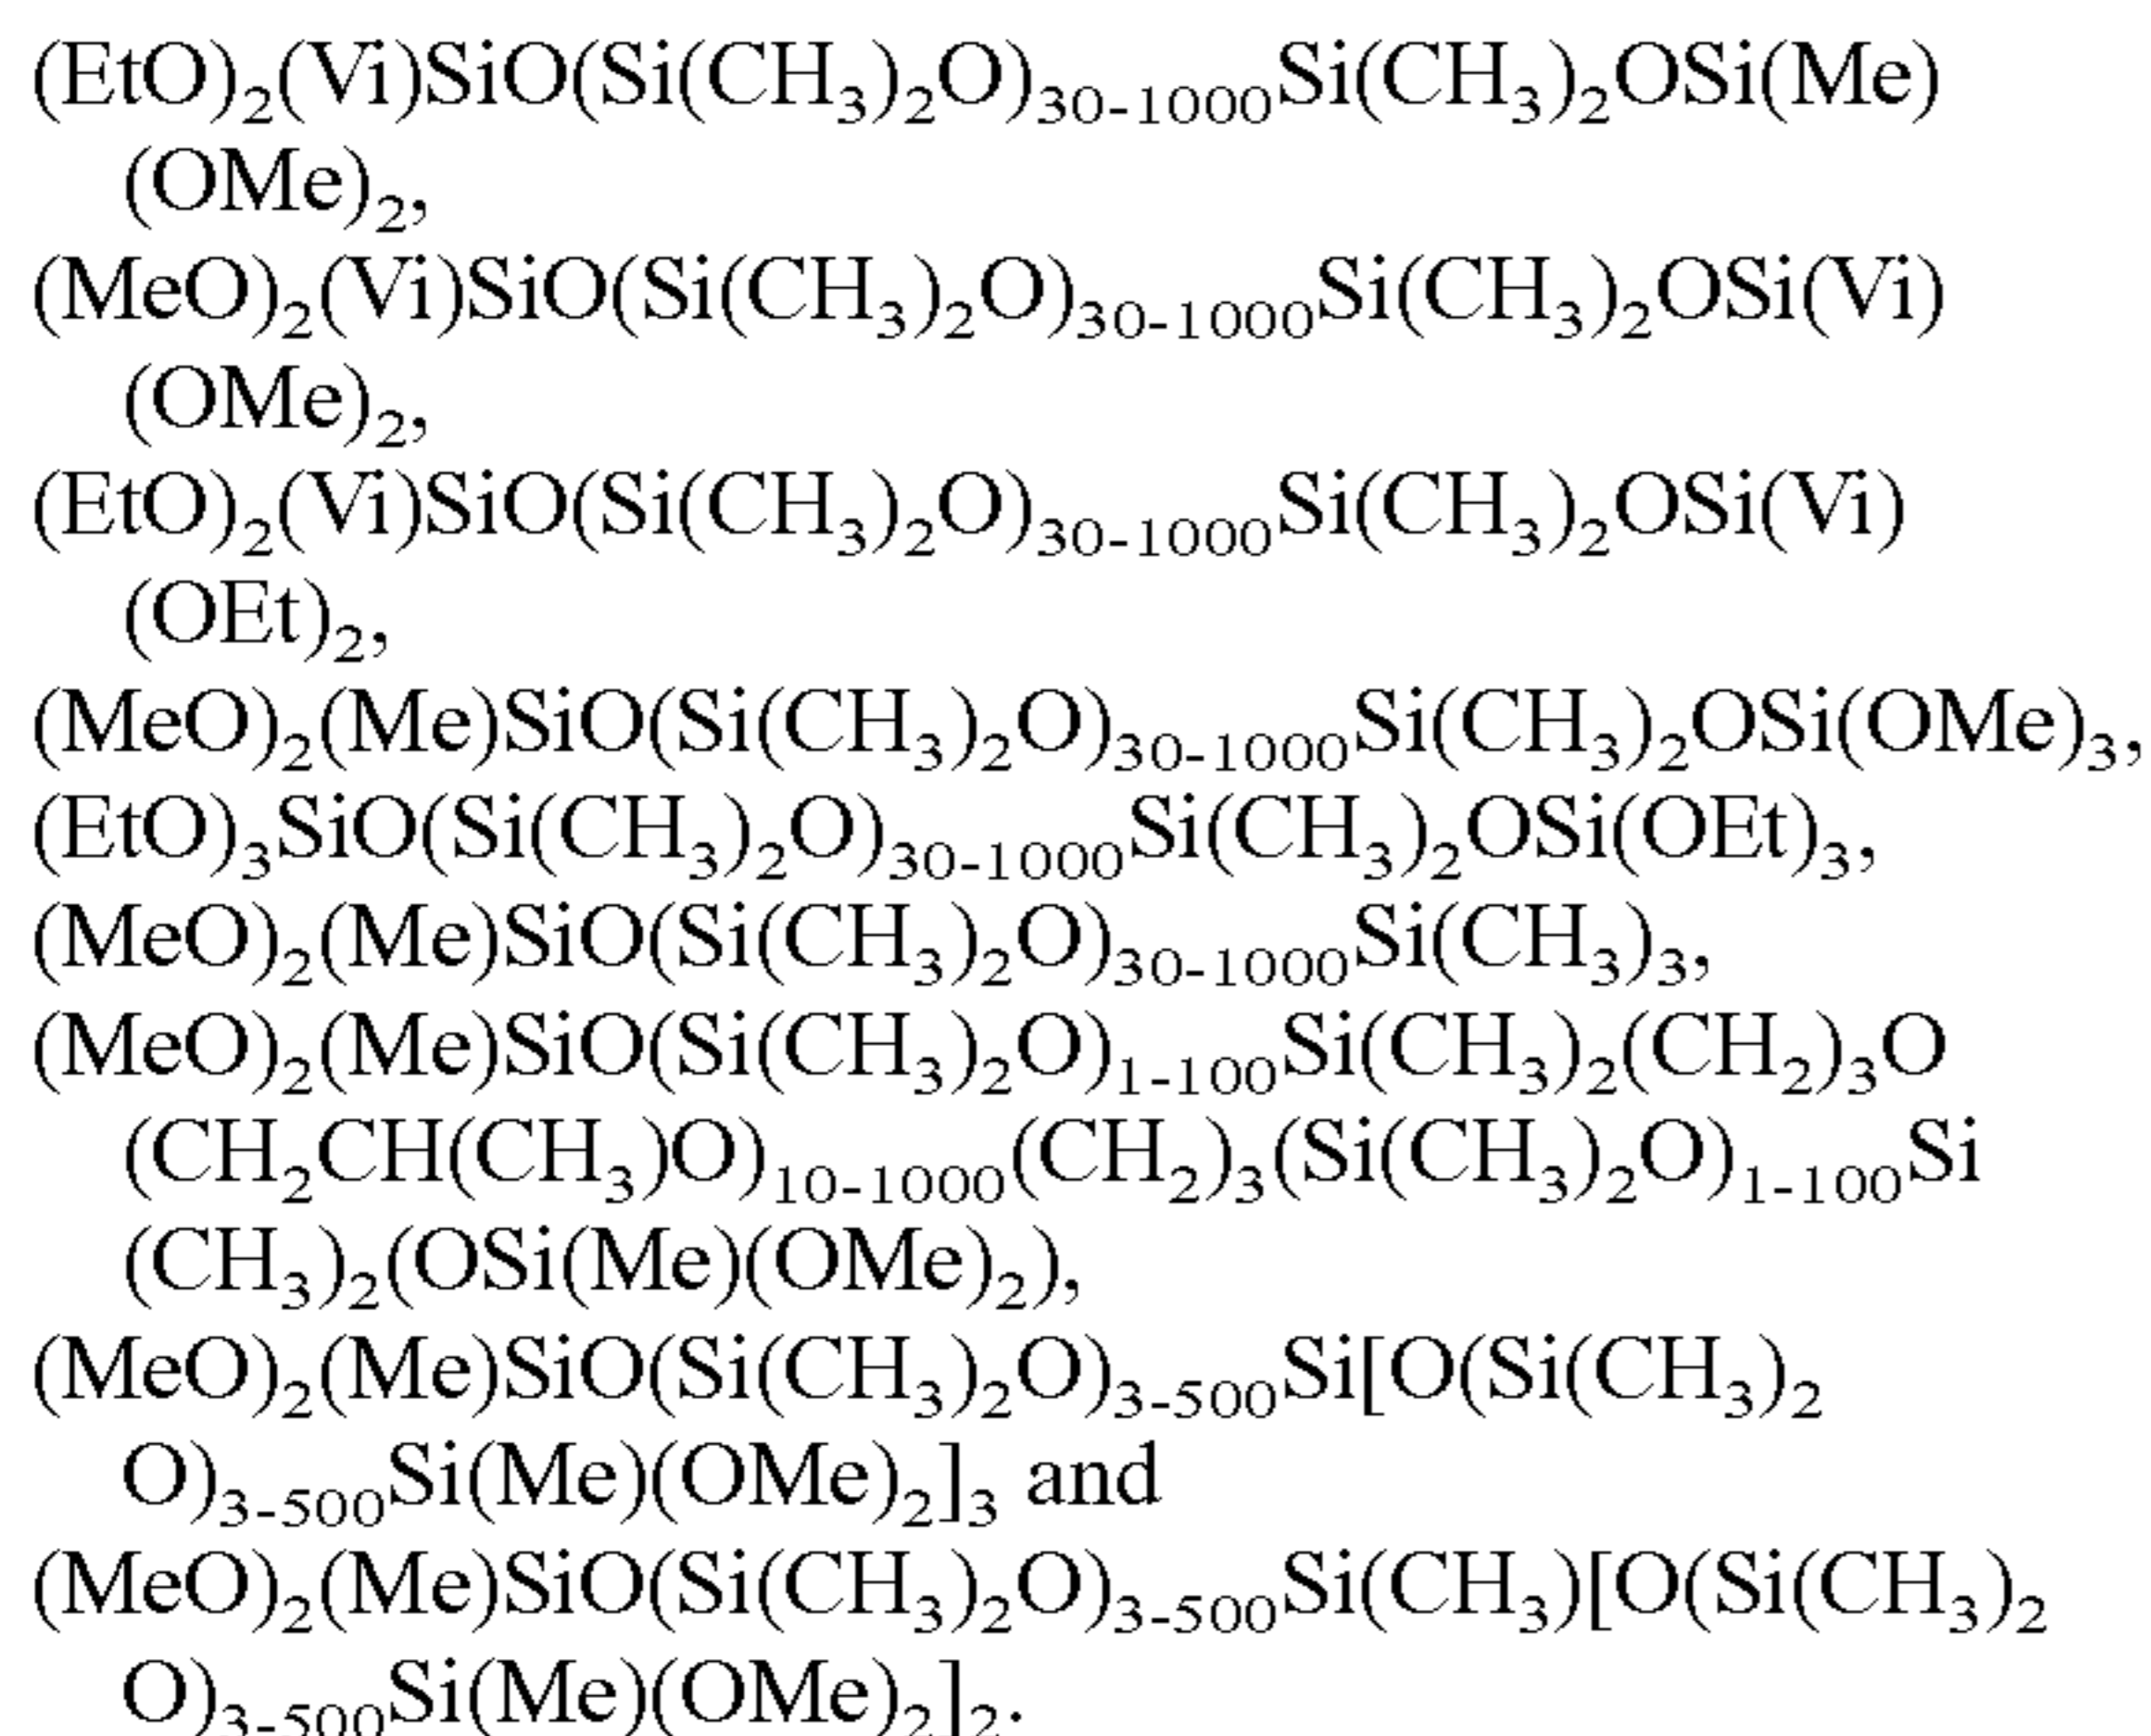 (EtO)₂(Vi)SiO(Si(CH₃)₂O)₃₀₋₁₀₀₀Si(CH₃)₂OSi(Me)
(OMe)₂,
(MeO)₂(Vi)SiO(Si(CH₃)₂O)₃₀₋₁₀₀₀Si(CH₃)₂OSi(Vi)
(OMe)₂,
(EtO)₂(Vi)SiO(Si(CH₃)₂O)₃₀₋₁₀₀₀Si(CH₃)₂OSi(Vi)
(OEt)₂,
(MeO)₂(Me)SiO(Si(CH₃)₂O)₃₀₋₁₀₀₀Si(CH₃)₂OSi(OMe)₃,
(EtO)₃SiO(Si(CH₃)₂O)₃₀₋₁₀₀₀Si(CH₃)₂OSi(OEt)₃,
(MeO)₂(Me)SiO(Si(CH₃)₂O)₃₀₋₁₀₀₀Si(CH₃)₃,
(MeO)₂(Me)SiO(Si(CH₃)₂O)₁₋₁₀₀Si(CH₃)₂(CH₂)₃O
(CH₂CH(CH₃)O)₁₀₋₁₀₀₀(CH₂)₃(Si(CH₃)₂O)₁₋₁₀₀Si
(CH₃)₂(OSi(Me)(OMe)₂),
(MeO)₂(Me)SiO(Si(CH₃)₂O)₃₋₅₀₀Si[O(Si(CH₃)₂
O)₃₋₅₀₀Si(Me)(OMe)₂]₃ and
(MeO)₂(Me)SiO(Si(CH₃)₂O)₃₋₅₀₀Si(CH₃)[O(Si(CH₃)₂
O)₃₋₅₀₀Si(Me)(OMe)₂]₂.